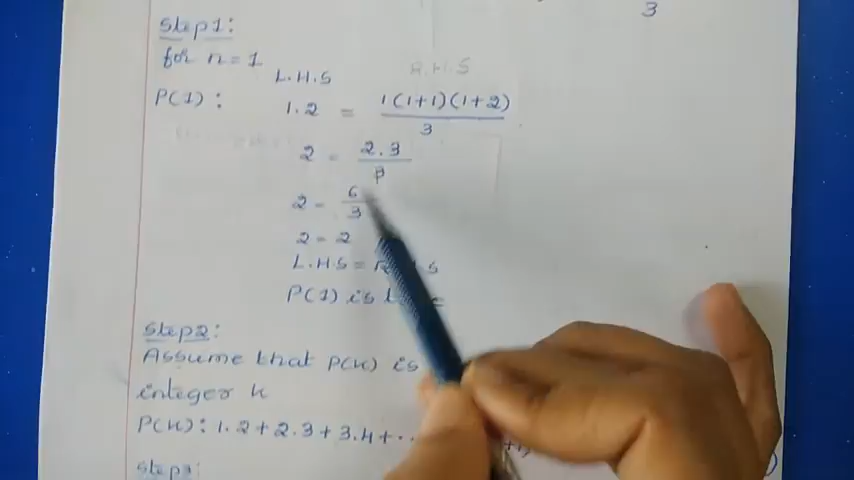 3
Step1:
for n=1
L.H.S R.H.S
P(1): 1.2 = 1(1+1)(1+2)/3
2 = 2.3/3
2 = 6/3
2 = 2
L.H.S = R.H.S
P(1) is
Step2:
Assume that P(k) is
integer k
P(k): 1.2+2.3+3.4+..
Step3: